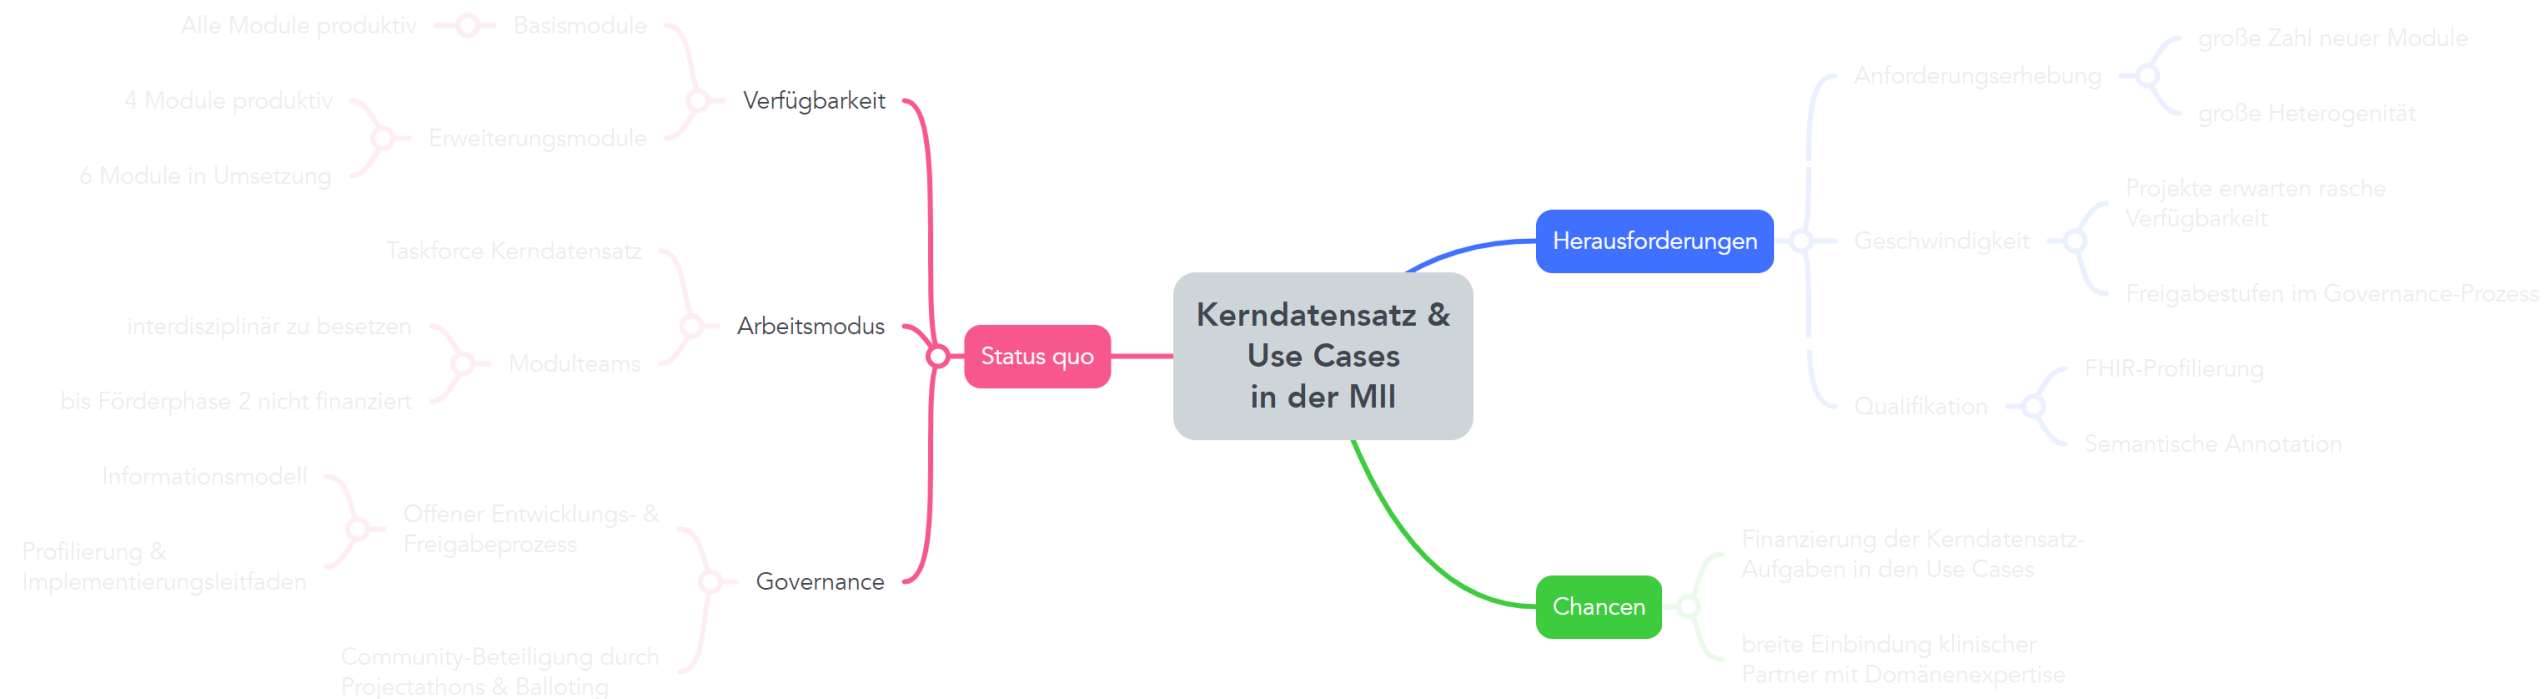 Kerndatensatz &
Use Cases
in der MII
Status quo
Verfügbarkeit
Basismodule
Alle Module produktiv
Erweiterungsmodule
4 Module produktiv
6 Module in Umsetzung
Arbeitsmodus
Taskforce Kerndatensatz
Modulteams
interdisziplinär zu besetzen
bis Förderphase 2 nicht finanziert
Governance
Offener Entwicklungs- &
Freigabeprozess
Informationsmodell
Profilierung &
Implementierungsleitfaden
Community-Beteiligung durch
Projectathons & Balloting
Herausforderungen
Anforderungserhebung
große Zahl neuer Module
große Heterogenität
Geschwindigkeit
Projekte erwarten rasche
Verfügbarkeit
Freigabestufen im Governance-Prozess
Qualifikation
FHIR-Profilierung
Semantische Annotation
Chancen
Finanzierung der Kerndatensatz-
Aufgaben in den Use Cases
breite Einbindung klinischer
Partner mit Domänenexpertise